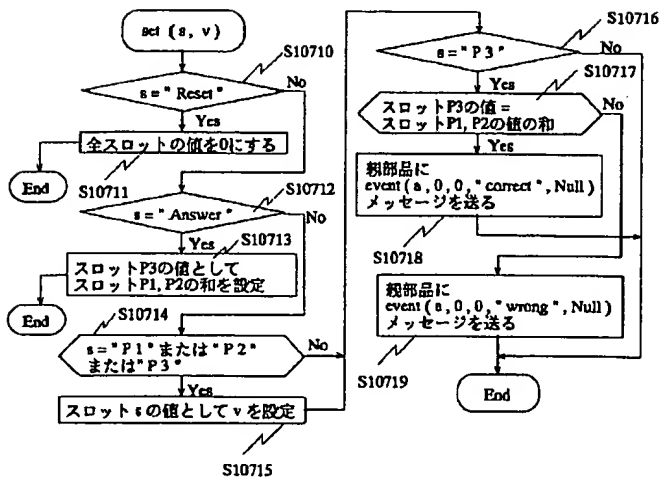 set ( s, v )
S10710
s = " Reset "
No
Yes
全スロットの値を0にする
End
S10711
S10712
s = " Answer "
No
Yes
S10713
スロットP3の値として
スロットP1, P2の和を設定
End
S10714
s = " P 1 " または " P 2 "
または " P 3 "
No
Yes
スロット s の値として v を設定
S10715
S10716
s = " P 3 "
No
Yes
S10717
スロットP3の値 =
スロットP1, P2の値の和
No
Yes
親部品に
event ( s , 0 , 0 , " correct " , Null )
メッセージを送る
S10718
親部品に
event ( s , 0 , 0 , " wrong " , Null )
メッセージを送る
S10719
End